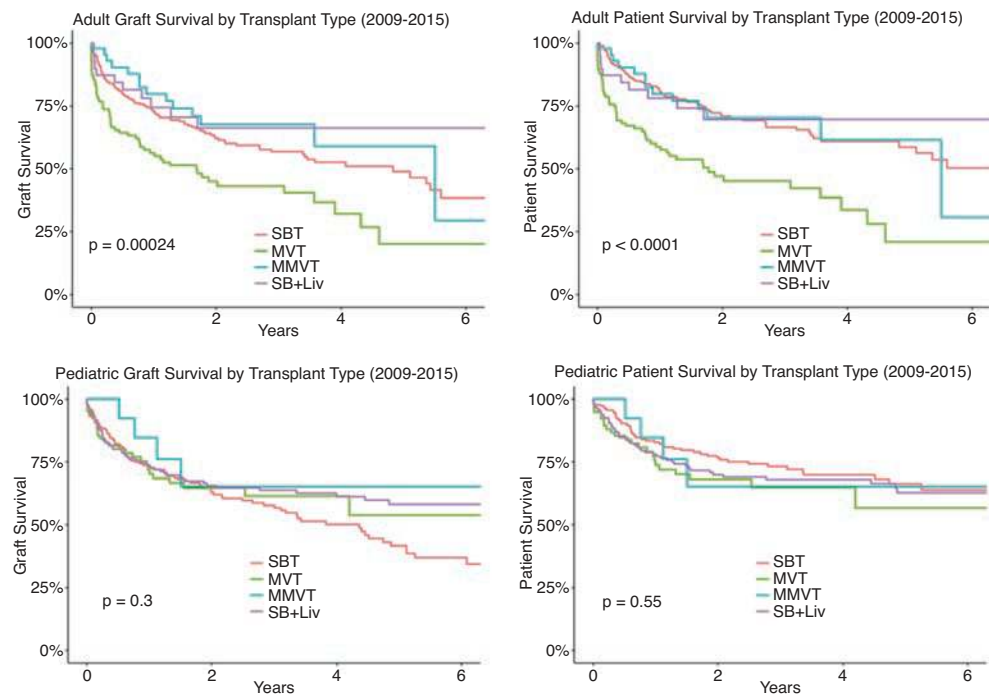 Adult Graft Survival by Transplant Type (2009-2015)
100%
75%
50%
25%
0%
Graft Survival
p = 0.00024
SBT
MVT
MMVT
SB+Liv
0 2 4 6
Years
Adult Patient Survival by Transplant Type (2009-2015)
100%
75%
50%
25%
0%
Patient Survival
p < 0.0001
SBT
MVT
MMVT
SB+Liv
0 2 4 6
Years
Pediatric Graft Survival by Transplant Type (2009-2015)
100%
75%
50%
25%
0%
Graft Survival
p = 0.3
SBT
MVT
MMVT
SB+Liv
0 2 4 6
Years
Pediatric Patient Survival by Transplant Type (2009-2015)
100%
75%
50%
25%
0%
Patient Survival
p = 0.55
SBT
MVT
MMVT
SB+Liv
0 2 4 6
Years